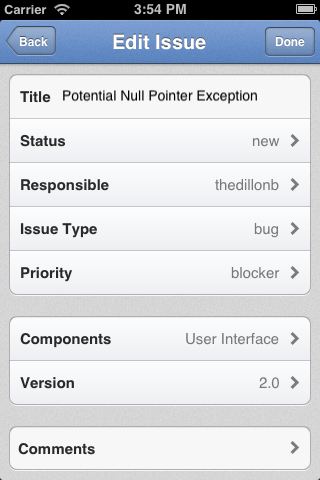 Carrier 3:54 PM
Back Edit Issue Done
Title Potential Null Pointer Exception
Status new
Responsible thedillonb
Issue Type bug
Priority blocker
Components User Interface
Version 2.0
Comments